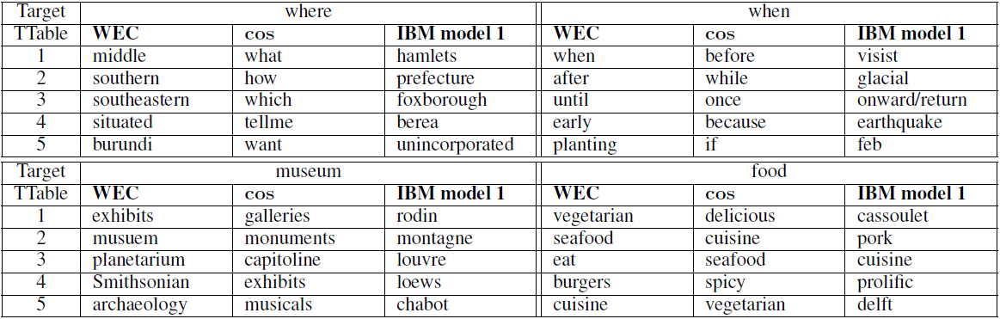 Target where when
TTable WEC cos IBM model 1 WEC cos IBM model 1
1 middle what hamlets when before visist
2 southern how prefecture after while glacial
3 southeastern which foxborough until once onward/return
4 situated tellme berea early because earthquake
5 burundi want unincorporated planting if feb
Target museum food
TTable WEC cos IBM model 1 WEC cos IBM model 1
1 exhibits galleries rodin vegetarian delicious cassoulet
2 musuem monuments montagne seafood cuisine pork
3 planetarium capitoline louvre eat seafood cuisine
4 Smithsonian exhibits loews burgers spicy prolific
5 archaeology musicals chabot cuisine vegetarian delft